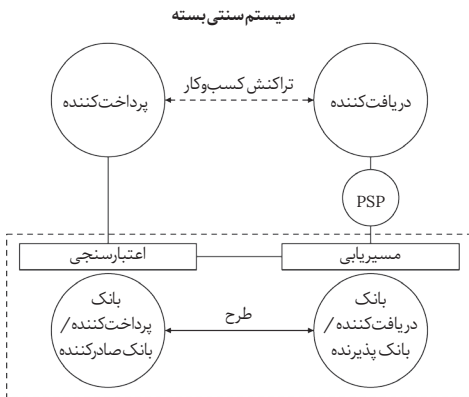 سیستم سنتی بسته
دریافت‌کننده
تراکنش کسب‌وکار
پرداخت‌کننده
PSP
مسیریابی
اعتبارسنجی
بانک
دریافت‌کننده /
بانک پذیرنده
طرح
بانک
پرداخت‌کننده /
بانک صادرکننده